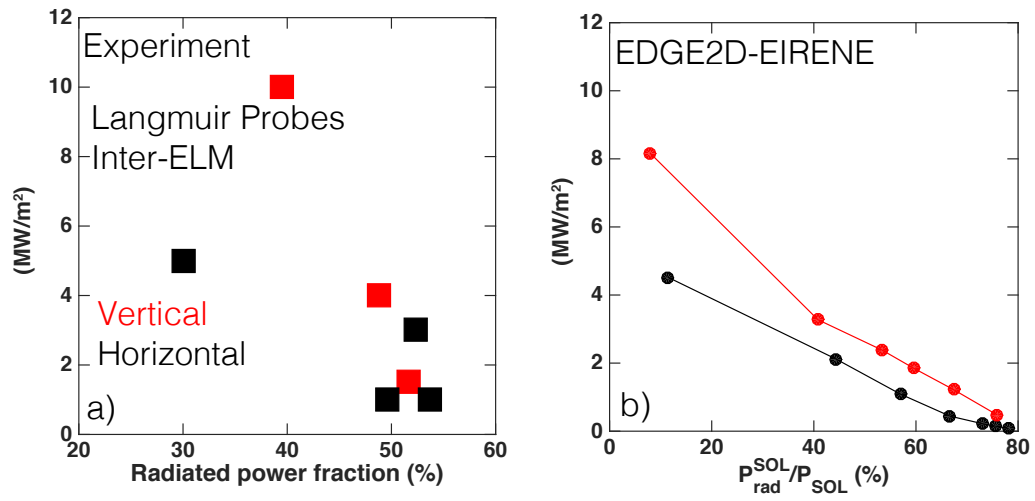 12
10
8
6
4
2
0
(MW/m²)
Experiment
Langmuir Probes
Inter-ELM
Vertical
Horizontal
a)
20 30 40 50 60
Radiated power fraction (%)
12
10
8
6
4
2
0
(MW/m²)
EDGE2D-EIRENE
b)
0 20 40 60 80
P_rad^SOL/P_SOL (%)